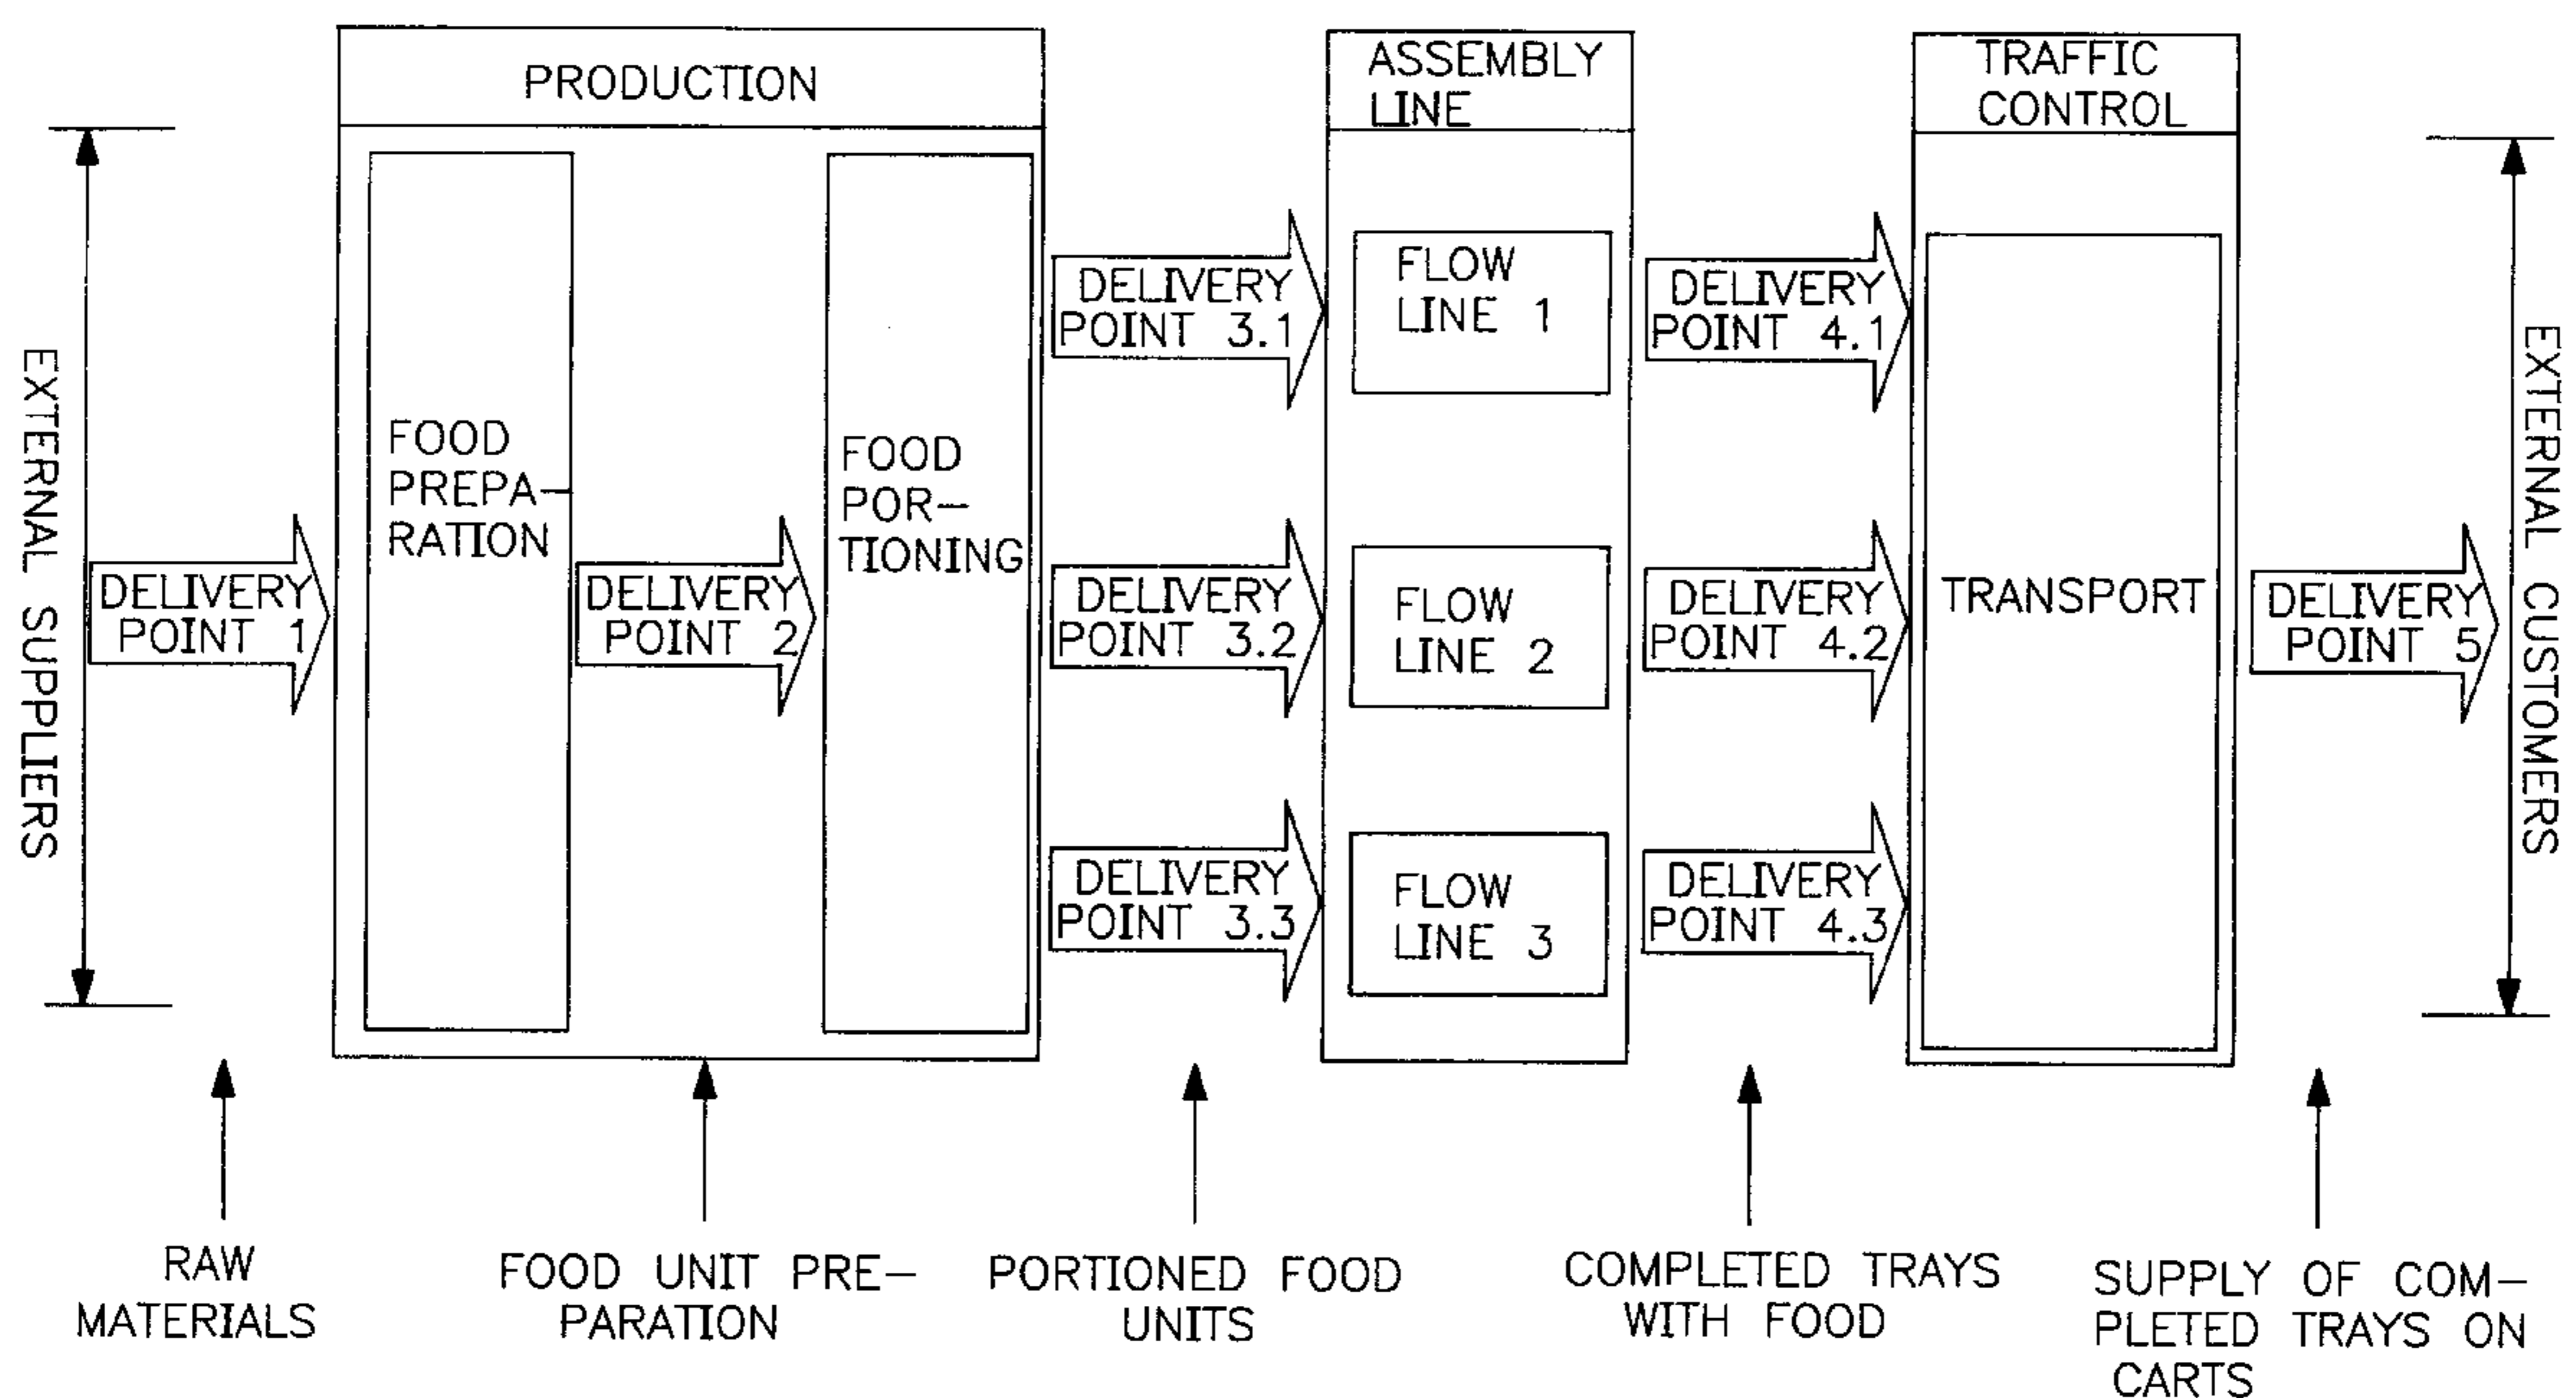 PRODUCTION
ASSEMBLY
LINE
TRAFFIC
CONTROL
EXTERNAL SUPPLIERS
DELIVERY
POINT 1
FOOD
PREPA-
RATION
DELIVERY
POINT 2
FOOD
POR-
TIONING
DELIVERY
POINT 3.1
DELIVERY
POINT 3.2
DELIVERY
POINT 3.3
FLOW
LINE 1
FLOW
LINE 2
FLOW
LINE 3
DELIVERY
POINT 4.1
DELIVERY
POINT 4.2
DELIVERY
POINT 4.3
TRANSPORT
DELIVERY
POINT 5
EXTERNAL CUSTOMERS
RAW
MATERIALS
FOOD UNIT PRE-
PARATION
PORTIONED FOOD
UNITS
COMPLETED TRAYS
WITH FOOD
SUPPLY OF COM-
PLETED TRAYS ON
CARTS